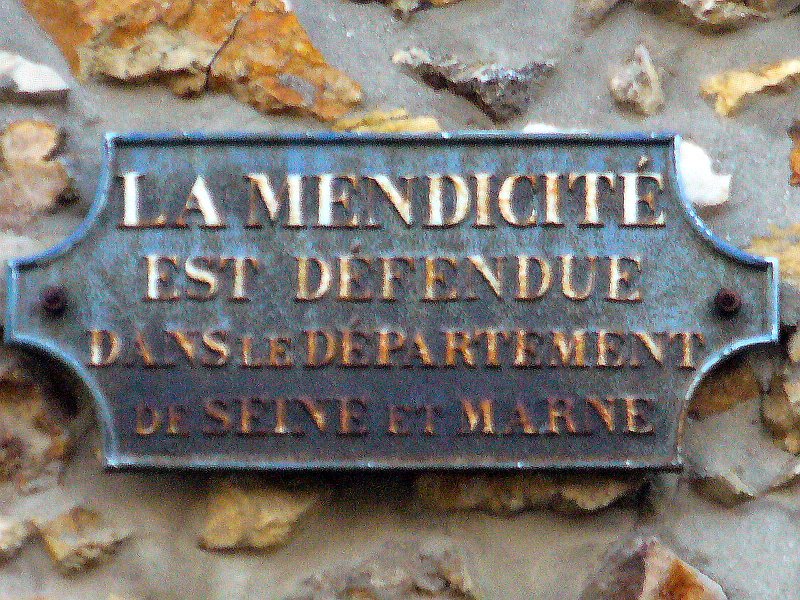 LA MENDICITÉ
EST DÉFENDUE
DANS LE DÉPARTEMENT
DE SEINE ET MARNE